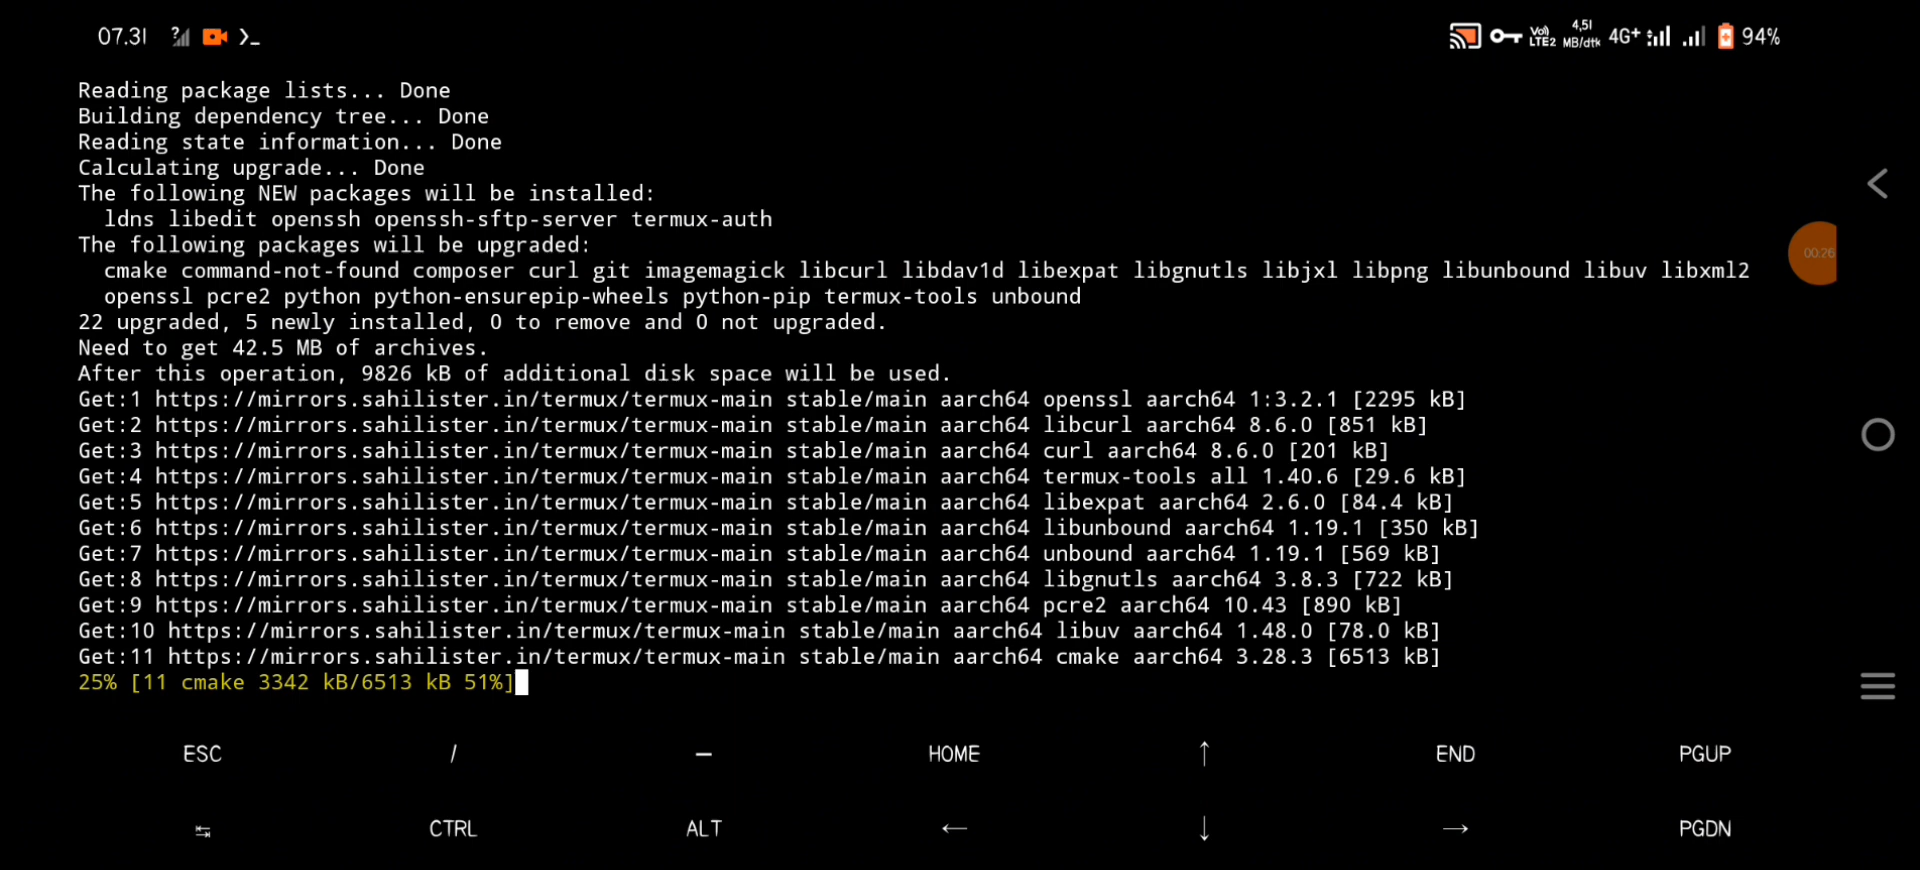 07.31 ? >_ Vo) LTE2 4,51 MB/dtk 4G+ 94%
Reading package lists... Done
Building dependency tree... Done
Reading state information... Done
Calculating upgrade... Done
The following NEW packages will be installed:
ldns libedit openssh openssh-sftp-server termux-auth
The following packages will be upgraded:
cmake command-not-found composer curl git imagemagick libcurl libdav1d libexpat libgnutls libjxl libpng libunbound libuv libxml2
openssl pcre2 python python-ensurepip-wheels python-pip termux-tools unbound
22 upgraded, 5 newly installed, 0 to remove and 0 not upgraded.
Need to get 42.5 MB of archives.
After this operation, 9826 kB of additional disk space will be used.
Get:1 https://mirrors.sahilister.in/termux/termux-main stable/main aarch64 openssl aarch64 1:3.2.1 [2295 kB]
Get:2 https://mirrors.sahilister.in/termux/termux-main stable/main aarch64 libcurl aarch64 8.6.0 [851 kB]
Get:3 https://mirrors.sahilister.in/termux/termux-main stable/main aarch64 curl aarch64 8.6.0 [201 kB]
Get:4 https://mirrors.sahilister.in/termux/termux-main stable/main aarch64 termux-tools all 1.40.6 [29.6 kB]
Get:5 https://mirrors.sahilister.in/termux/termux-main stable/main aarch64 libexpat aarch64 2.6.0 [84.4 kB]
Get:6 https://mirrors.sahilister.in/termux/termux-main stable/main aarch64 libunbound aarch64 1.19.1 [350 kB]
Get:7 https://mirrors.sahilister.in/termux/termux-main stable/main aarch64 unbound aarch64 1.19.1 [569 kB]
Get:8 https://mirrors.sahilister.in/termux/termux-main stable/main aarch64 libgnutls aarch64 3.8.3 [722 kB]
Get:9 https://mirrors.sahilister.in/termux/termux-main stable/main aarch64 pcre2 aarch64 10.43 [890 kB]
Get:10 https://mirrors.sahilister.in/termux/termux-main stable/main aarch64 libuv aarch64 1.48.0 [78.0 kB]
Get:11 https://mirrors.sahilister.in/termux/termux-main stable/main aarch64 cmake aarch64 3.28.3 [6513 kB]
25% [11 cmake 3342 kB/6513 kB 51%]
00:26
ESC / — HOME ↑ END PGUP
↹ CTRL ALT ← ↓ → PGDN